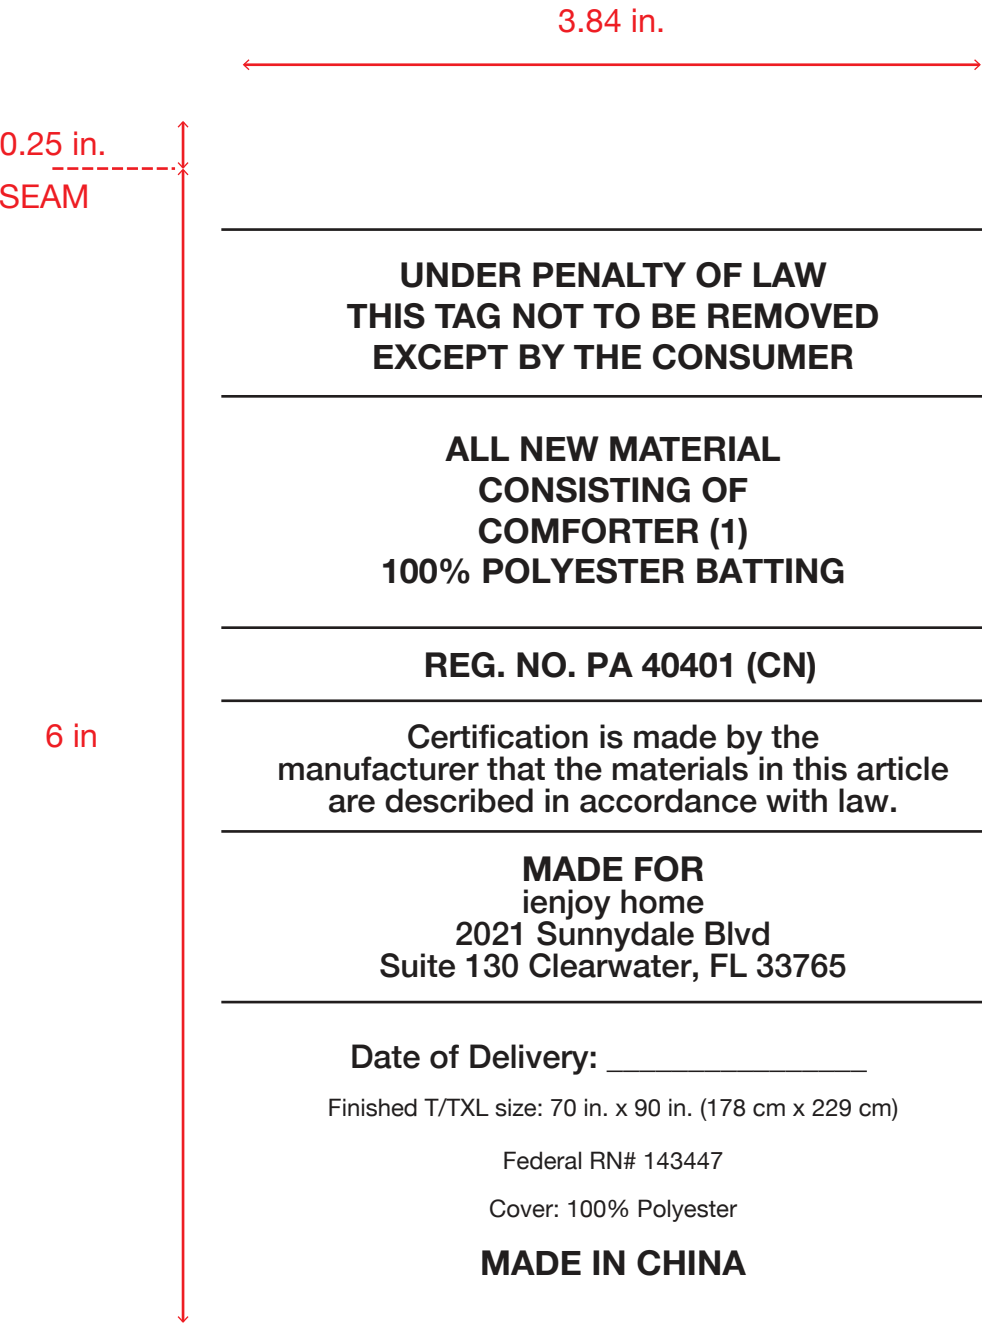 3.84 in.
0.25 in.
SEAM
UNDER PENALTY OF LAW
THIS TAG NOT TO BE REMOVED
EXCEPT BY THE CONSUMER
ALL NEW MATERIAL
CONSISTING OF
COMFORTER (1)
100% POLYESTER BATTING
REG. NO. PA 40401 (CN)
6 in
Certification is made by the
manufacturer that the materials in this article
are described in accordance with law.
MADE FOR
ienjoy home
2021 Sunnydale Blvd
Suite 130 Clearwater, FL 33765
Date of Delivery: ________________
Finished T/TXL size: 70 in. x 90 in. (178 cm x 229 cm)
Federal RN# 143447
Cover: 100% Polyester
MADE IN CHINA